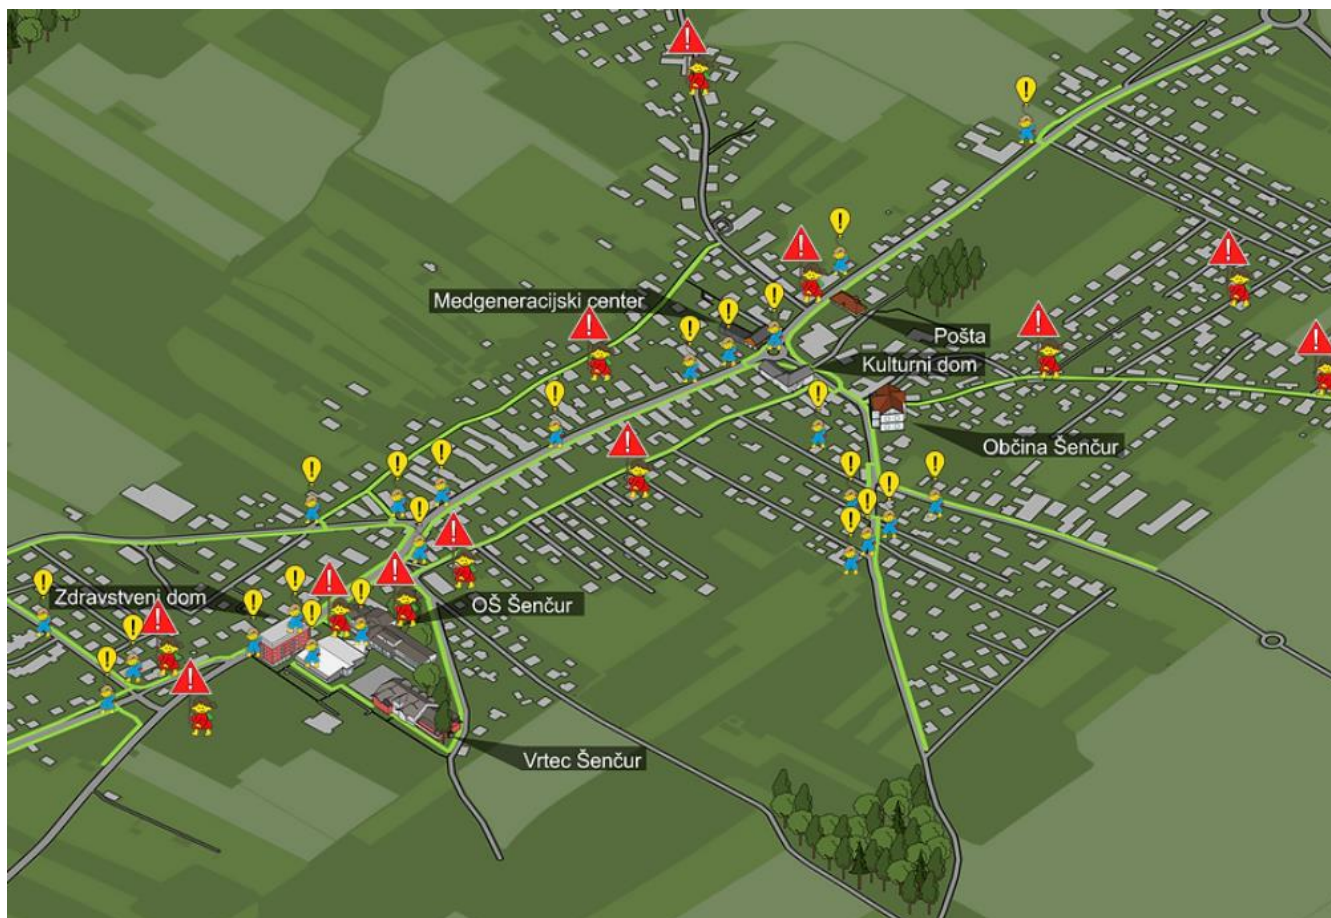 Medgeneracijski center
Pošta
Kulturni dom
Občina Šenčur
Zdravstveni dom
OŠ Šenčur
Vrtec Šenčur